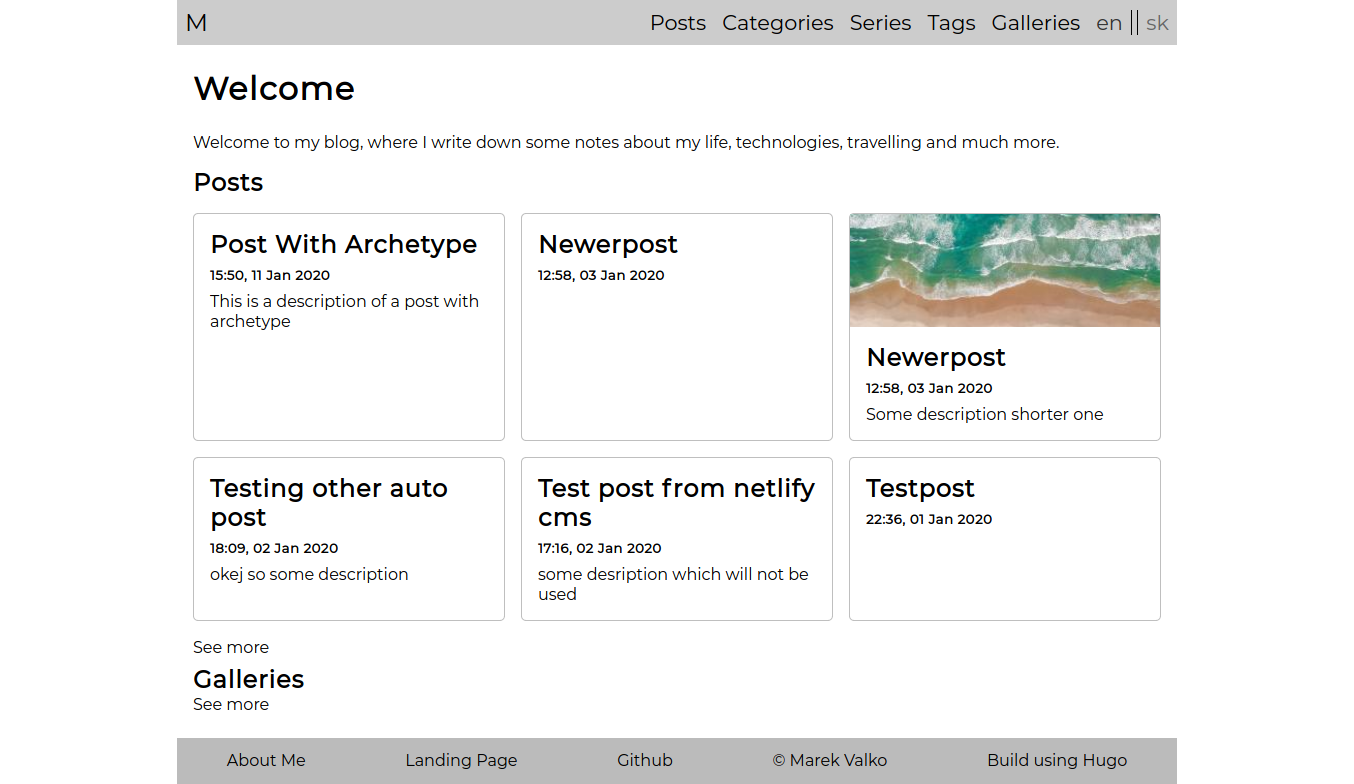 M
Posts Categories Series Tags Galleries en || sk
Welcome
Welcome to my blog, where I write down some notes about my life, technologies, travelling and much more.
Posts
Post With Archetype
15:50, 11 Jan 2020
This is a description of a post with
archetype
Newerpost
12:58, 03 Jan 2020
Newerpost
12:58, 03 Jan 2020
Some description shorter one
Testing other auto
post
18:09, 02 Jan 2020
okej so some description
Test post from netlify
cms
17:16, 02 Jan 2020
some desription which will not be
used
Testpost
22:36, 01 Jan 2020
See more
Galleries
See more
About Me Landing Page Github © Marek Valko Build using Hugo